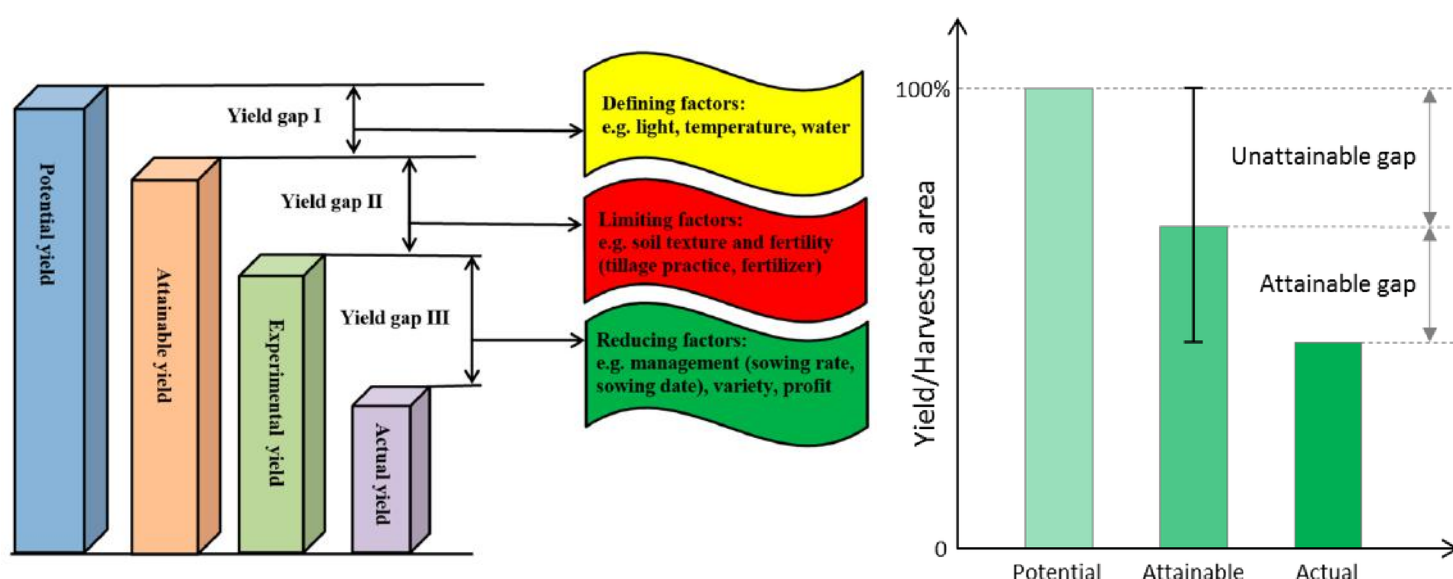 Potential yield
Attainable yield
Experimental yield
Actual yield
Yield gap I
Yield gap II
Yield gap III
Defining factors:
e.g. light, temperature, water
Limiting factors:
e.g. soil texture and fertility
(tillage practice, fertilizer)
Reducing factors:
e.g. management (sowing rate,
sowing date), variety, profit
Yield/Harvested area
100%
0
Unattainable gap
Attainable gap
Potential
Attainable
Actual